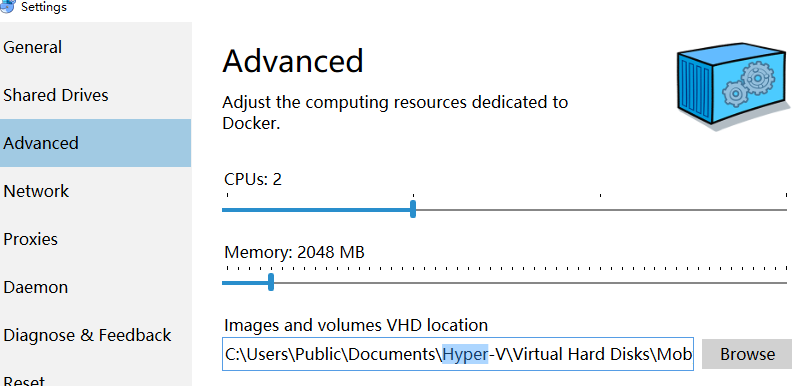 Settings
General
Shared Drives
Advanced
Network
Proxies
Daemon
Diagnose & Feedback
Reset
Advanced
Adjust the computing resources dedicated to
Docker.
CPUs: 2
Memory: 2048 MB
Images and volumes VHD location
C:\Users\Public\Documents\Hyper-V\Virtual Hard Disks\Mob
Browse